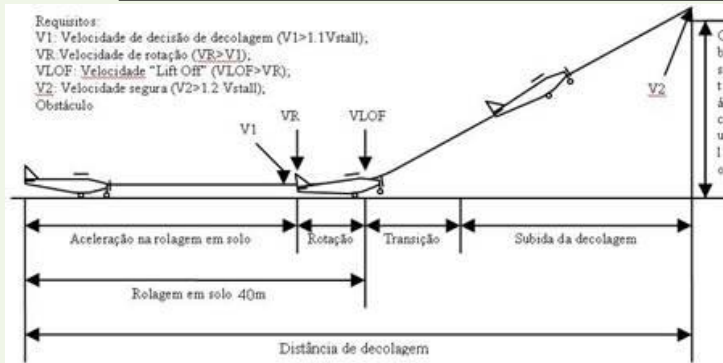 Requisitos:
V1: Velocidade de decisão de decolagem (V1>1.1Vstall);
VR:Velocidade de rotação (VR>V1);
VLOF: Velocidade "Lift Off" (VLOF>VR);
V2: Velocidade segura (V2>1.2 Vstall);
Obstáculo
V1
VR
VLOF
V2
Aceleração na rolagem em solo
Rotação
Transição
Subida da decolagem
Rolagem em solo 40m
Distância de decolagem